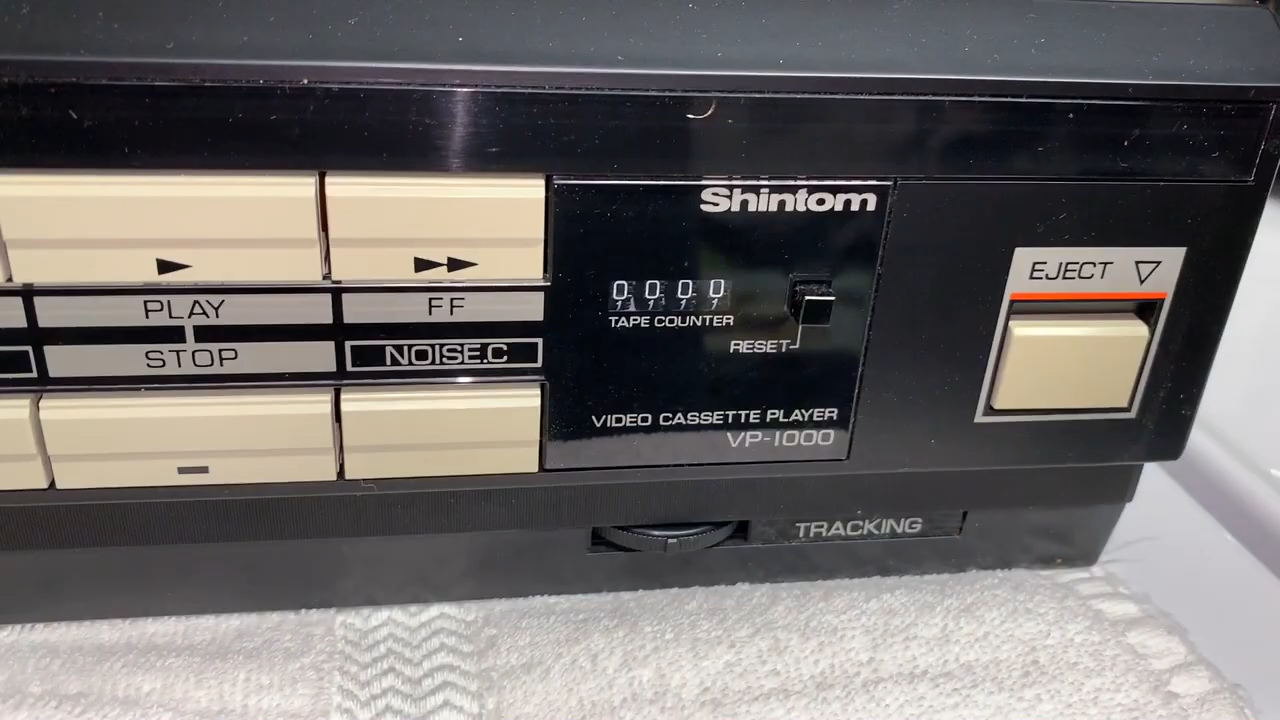 Shintom
EJECT
PLAY
FF
0000
TAPE COUNTER
RESET
STOP
NOISE.C
VIDEO CASSETTE PLAYER
VP-1000
TRACKING